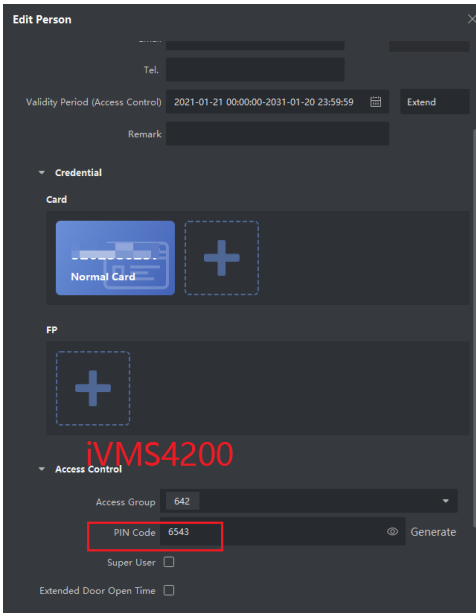 Edit Person
Email
Tel.
Validity Period (Access Control) 2021-01-21 00:00:00-2031-01-20 23:59:59 Extend
Remark
Credential
Card
Normal Card
FP
iVMS4200
Access Control
Access Group 642
PIN Code 6543 Generate
Super User
Extended Door Open Time